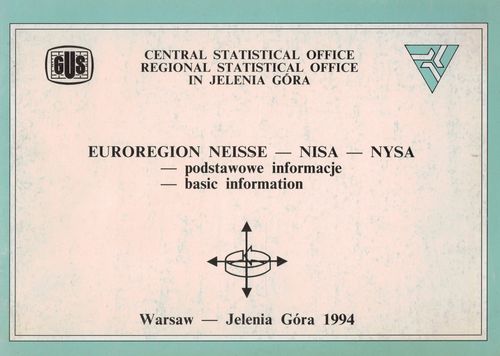 GUS
CENTRAL STATISTICAL OFFICE
REGIONAL STATISTICAL OFFICE
IN JELENIA GÓRA
EUROREGION NEISSE — NISA — NYSA
— podstawowe informacje
— basic information
Warsaw — Jelenia Góra 1994